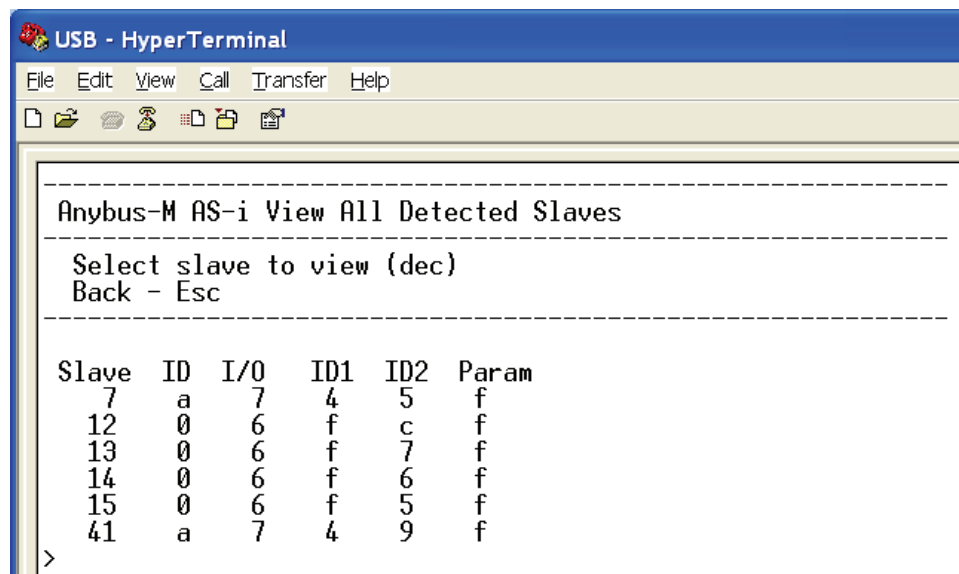 USB - HyperTerminal
File Edit View Call Transfer Help
------------------------------------------------------------
Anybus-M AS-i View All Detected Slaves
------------------------------------------------------------
Select slave to view (dec)
Back - Esc
------------------------------------------------------------
Slave ID I/O ID1 ID2 Param
7 a 7 4 5 f
12 0 6 f c f
13 0 6 f 7 f
14 0 6 f 6 f
15 0 6 f 5 f
41 a 7 4 9 f
>